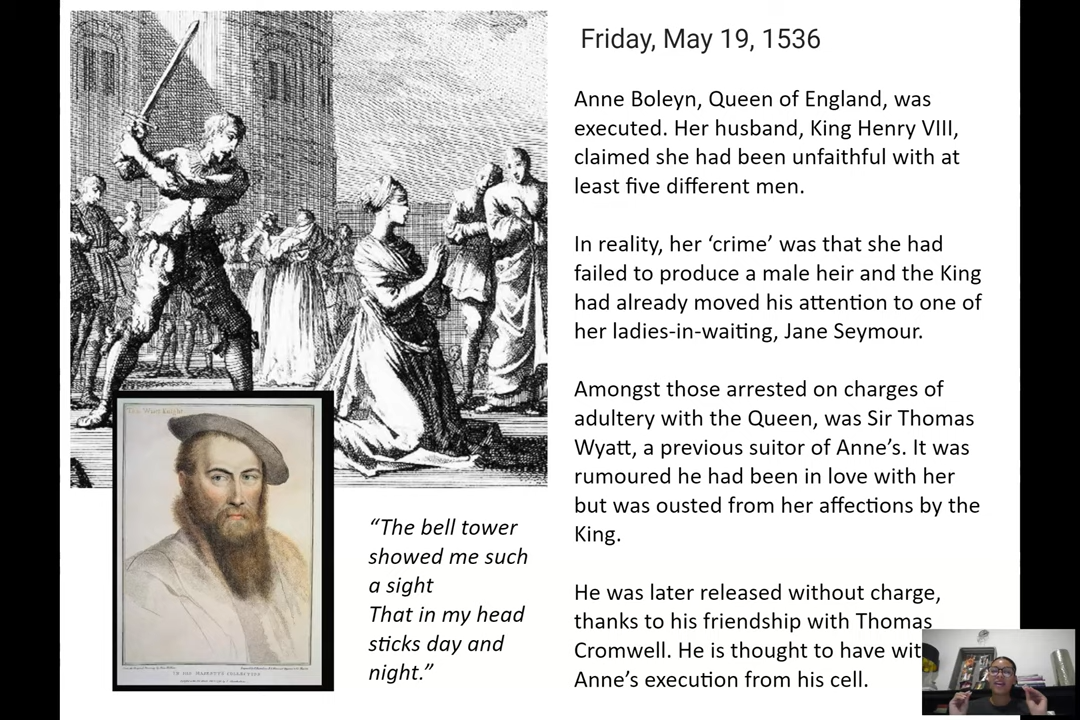 Friday, May 19, 1536
Anne Boleyn, Queen of England, was
executed. Her husband, King Henry VIII,
claimed she had been unfaithful with at
least five different men.
In reality, her ‘crime’ was that she had
failed to produce a male heir and the King
had already moved his attention to one of
her ladies-in-waiting, Jane Seymour.
Amongst those arrested on charges of
adultery with the Queen, was Sir Thomas
Wyatt, a previous suitor of Anne’s. It was
rumoured he had been in love with her
but was ousted from her affections by the
King.
He was later released without charge,
thanks to his friendship with Thomas
Cromwell. He is thought to have wit
Anne’s execution from his cell.
“The bell tower
showed me such
a sight
That in my head
sticks day and
night.”
IN HIS MAJESTY'S COLLECTION